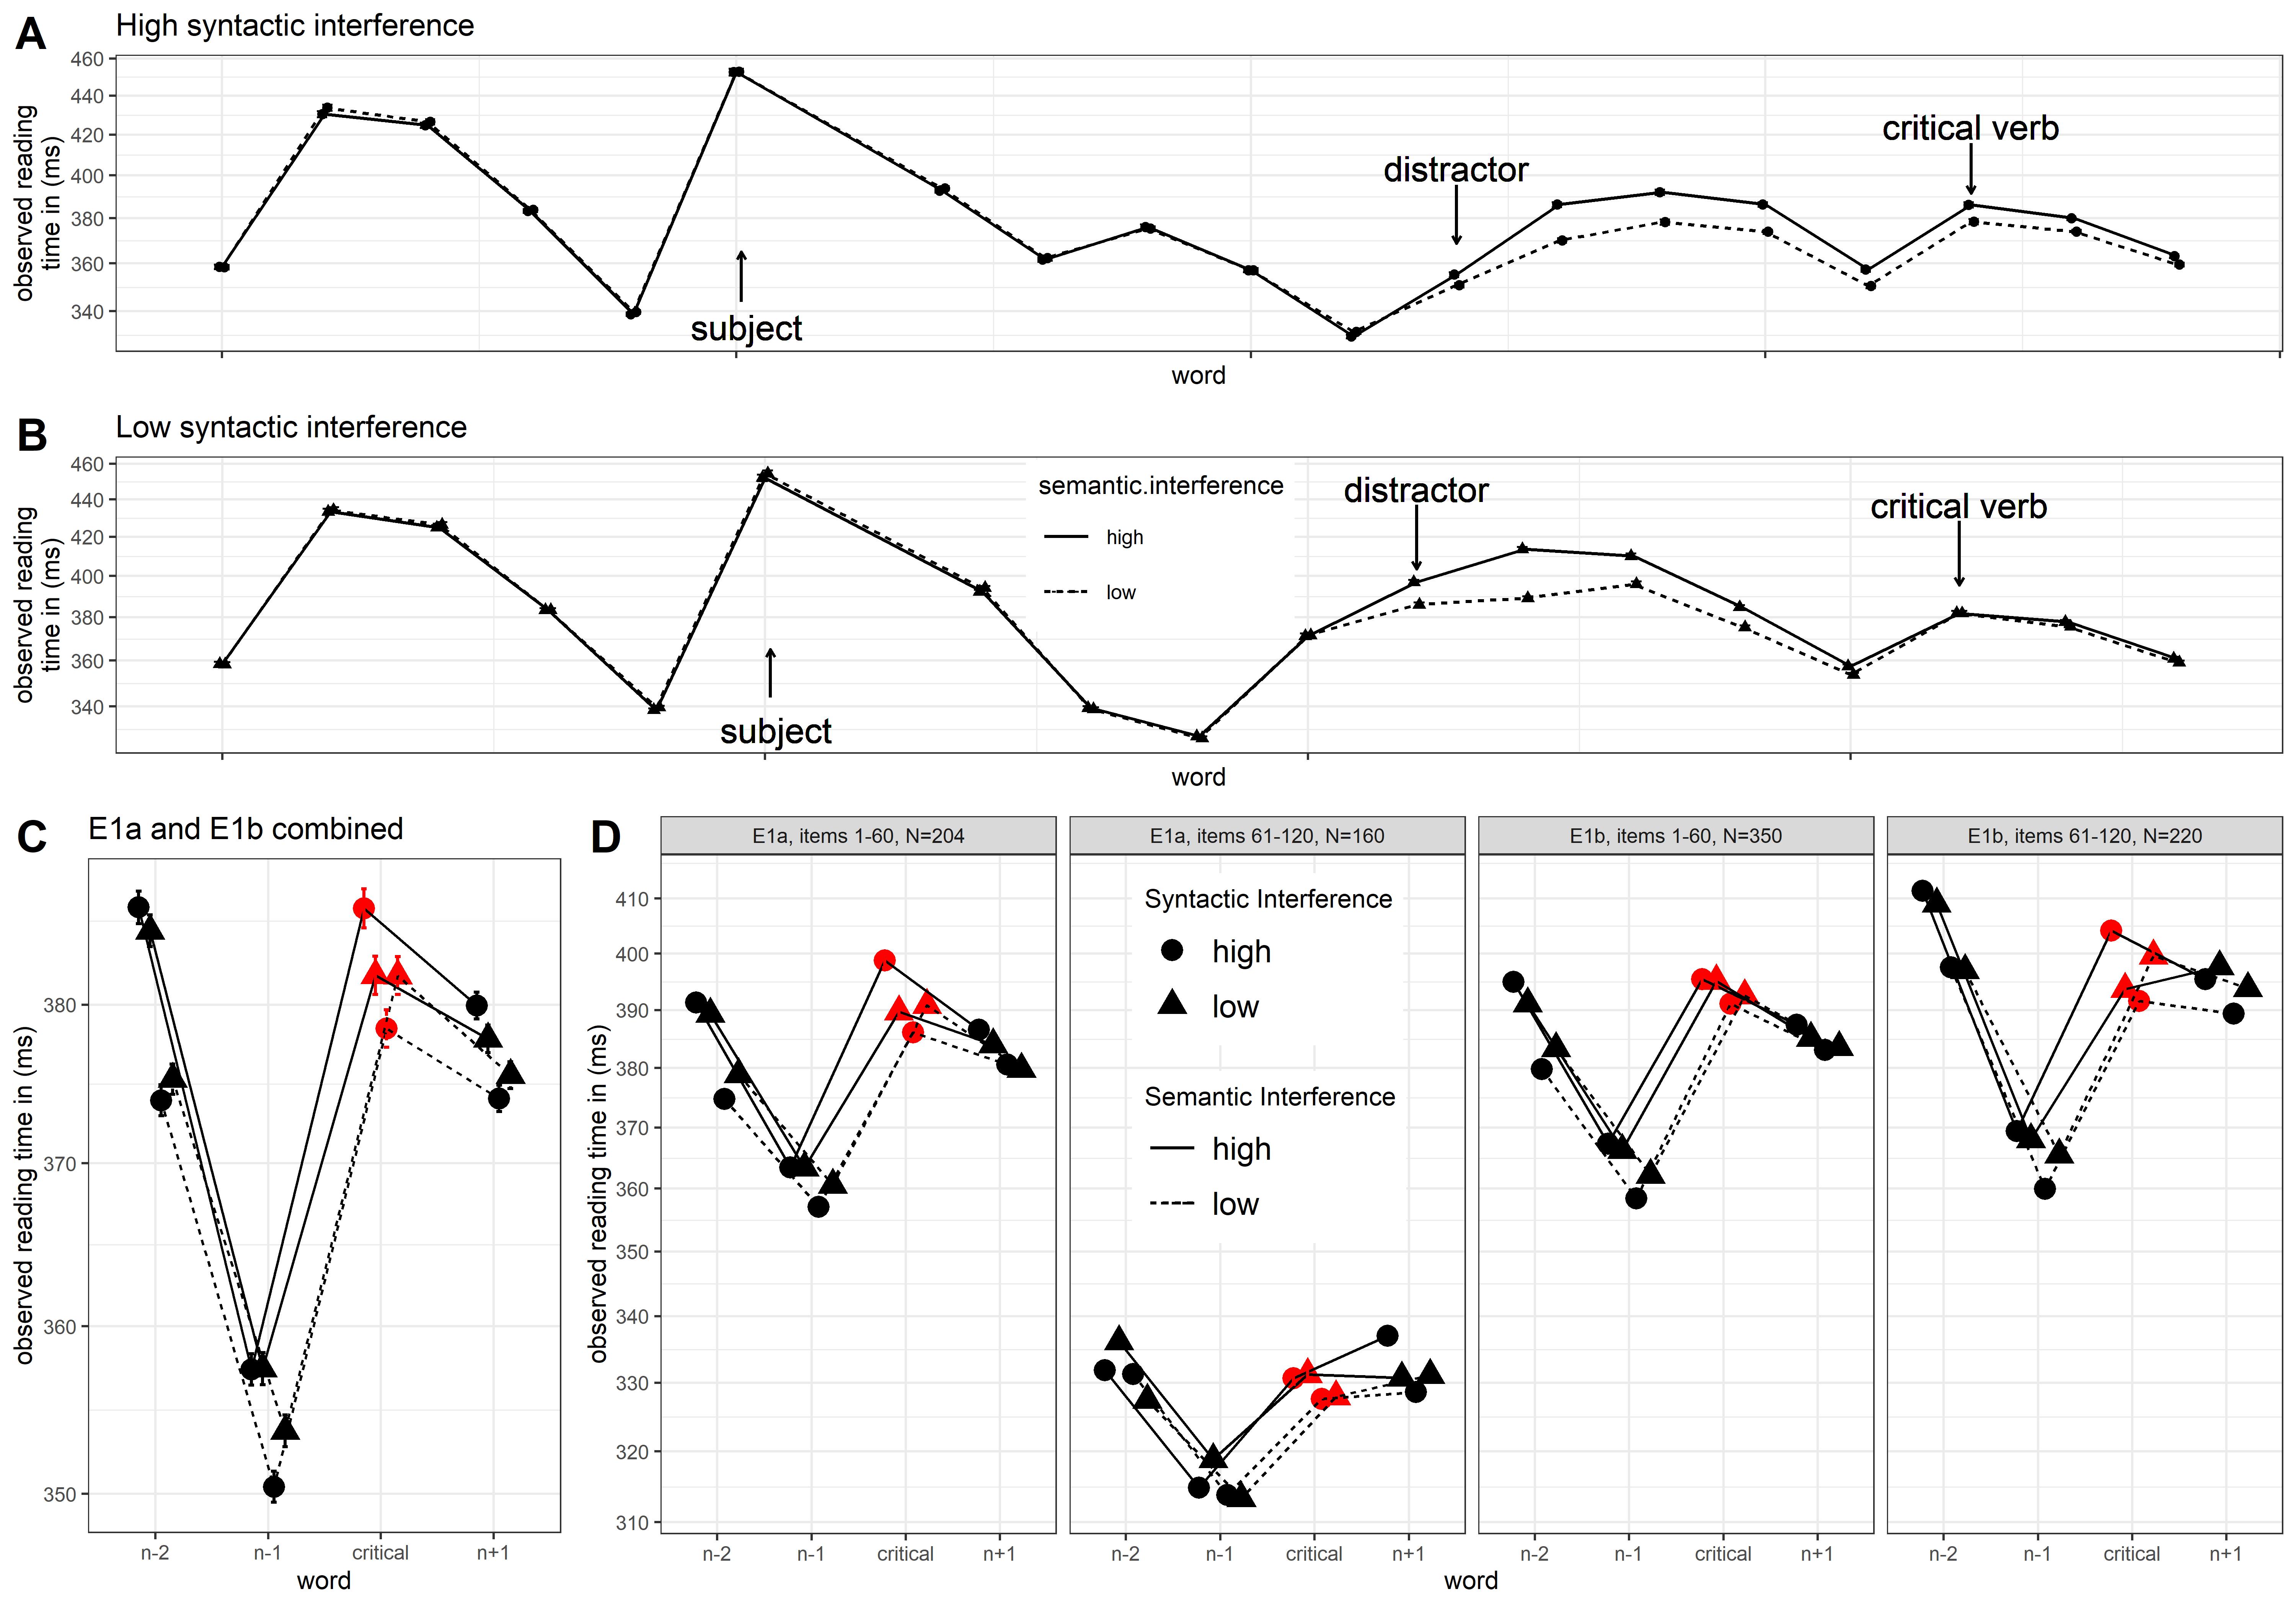 A
High syntactic interference
observed reading
time in (ms)
460
440
420
400
380
360
340
subject
distractor
critical verb
word
B
Low syntactic interference
observed reading
time in (ms)
460
440
420
400
380
360
340
subject
semantic.interference
high
low
distractor
critical verb
word
C
E1a and E1b combined
observed reading time in (ms)
380
370
360
350
n-2
n-1
critical
n+1
word
D
E1a, items 1-60, N=204
E1a, items 61-120, N=160
E1b, items 1-60, N=350
E1b, items 61-120, N=220
observed reading time in (ms)
410
400
390
380
370
360
350
340
330
320
310
Syntactic Interference
high
low
Semantic Interference
high
low
n-2
n-1
critical
n+1
n-2
n-1
critical
n+1
n-2
n-1
critical
n+1
n-2
n-1
critical
n+1
word